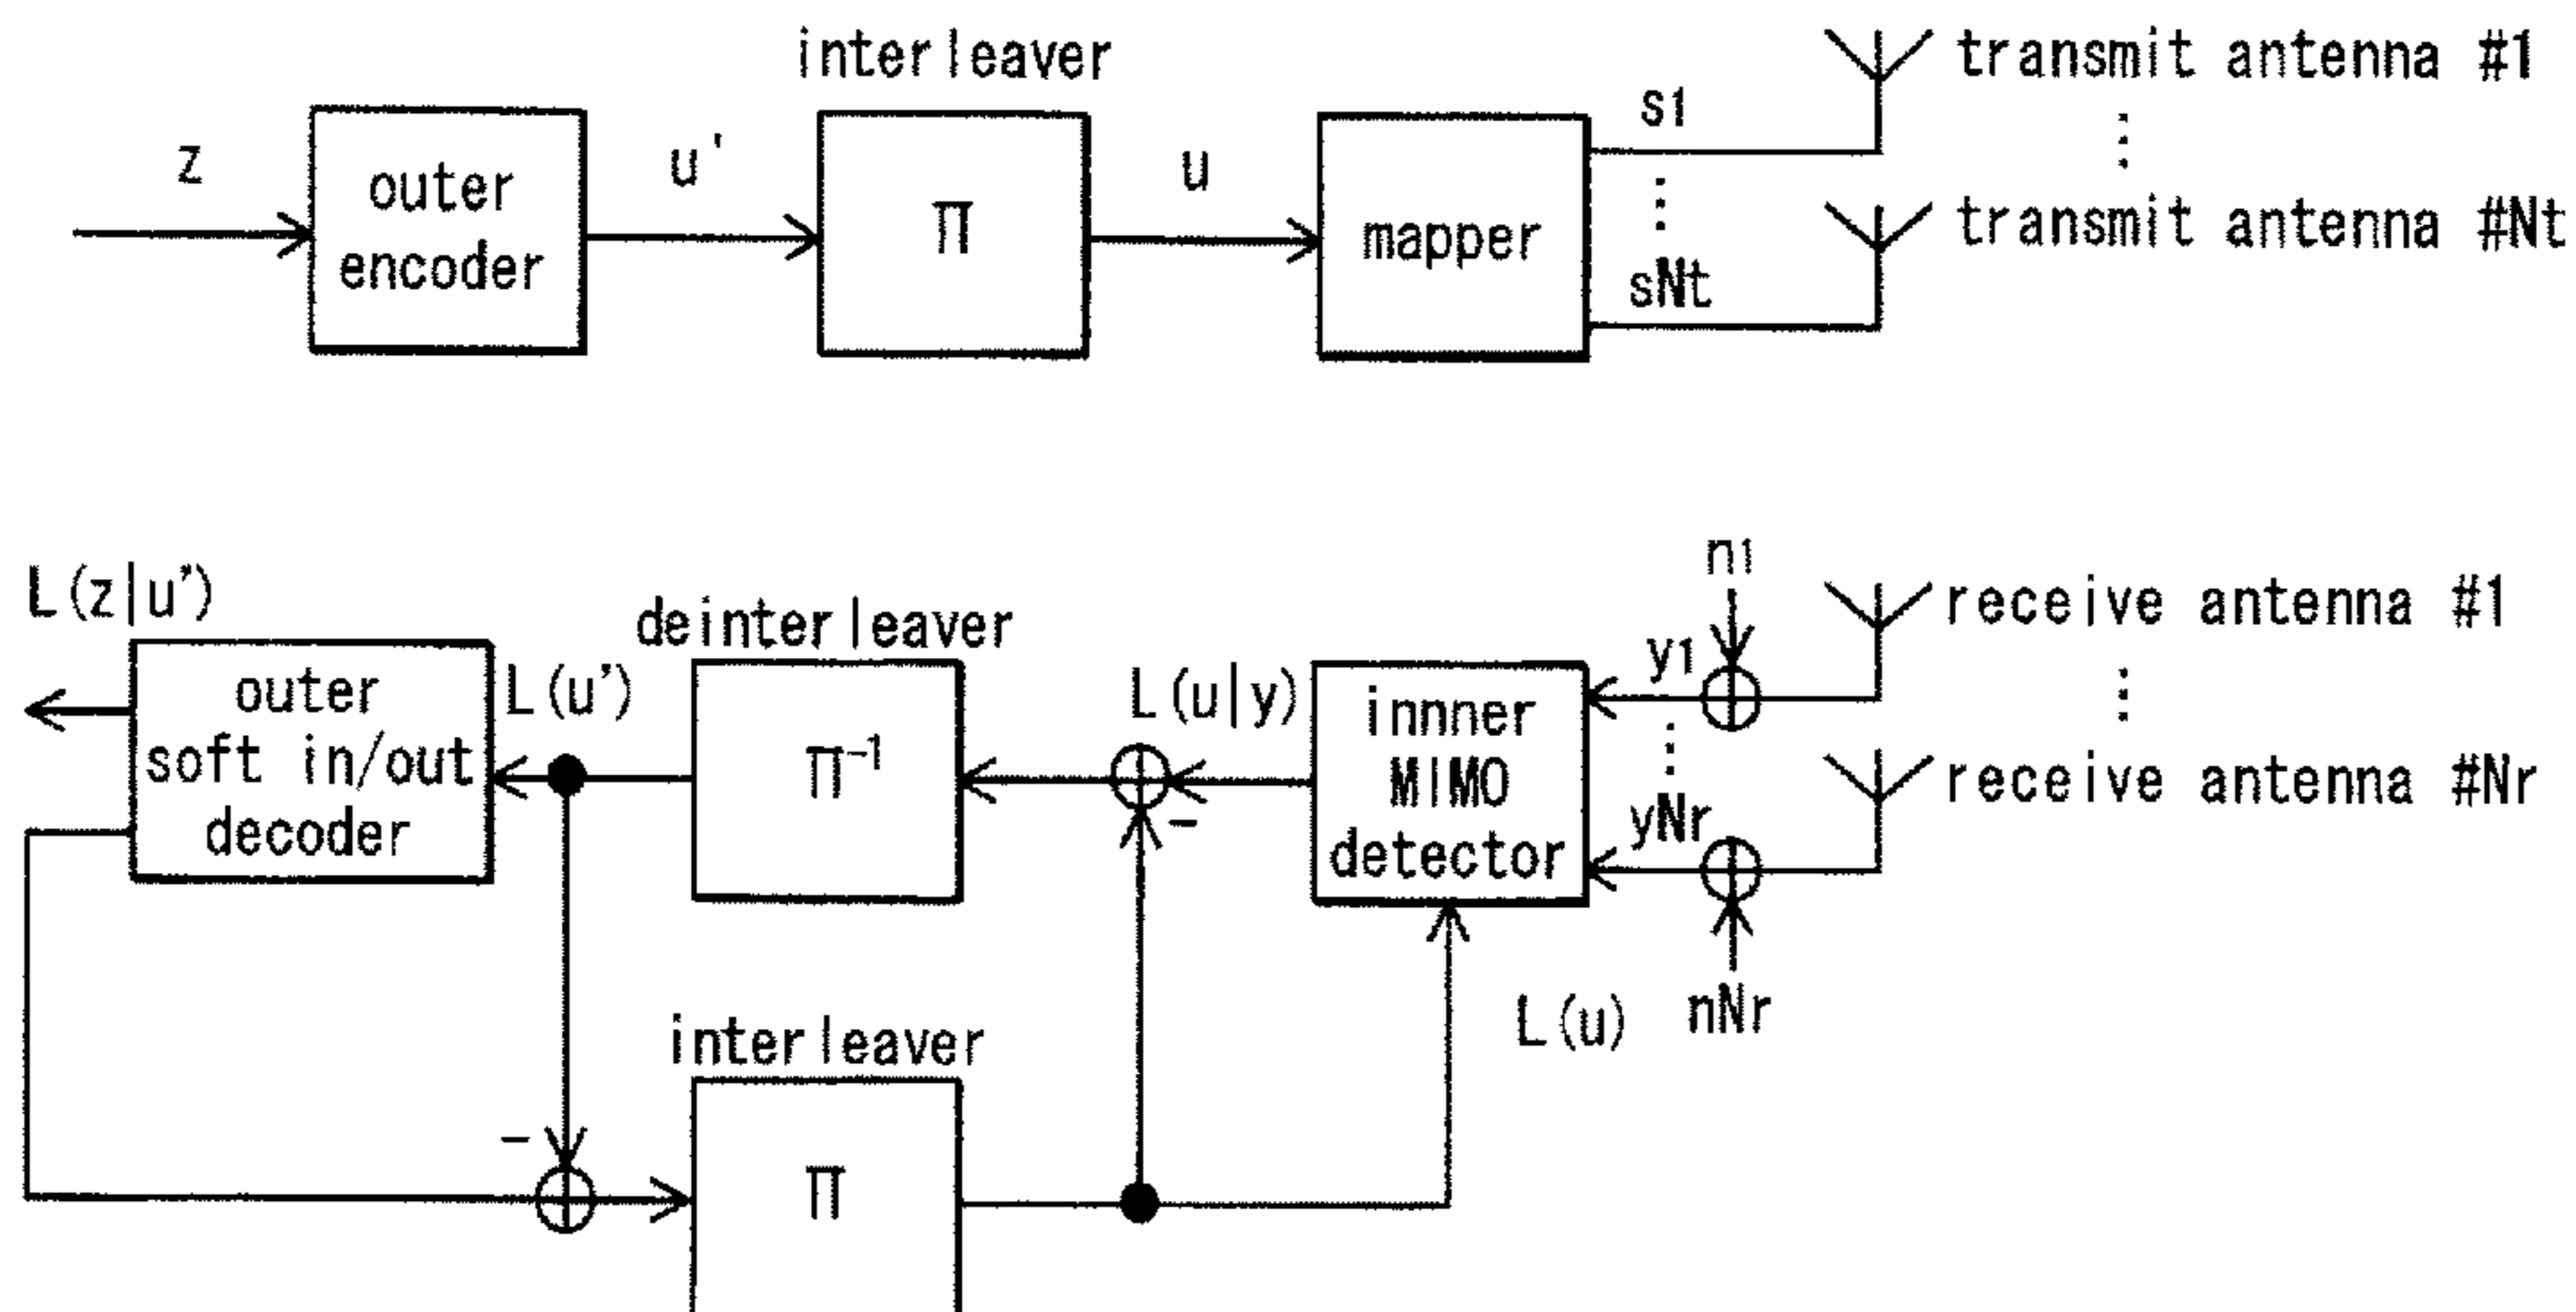 interleaver
transmit antenna #1
z
outer
encoder
u'
Π
u
mapper
s1
⋮
sNt
⋮
transmit antenna #Nt
L(z|u')
outer
soft in/out
decoder
L(u')
deinterleaver
Π-1
L(u|y)
-
innner
MIMO
detector
n1
y1
⋮
yNr
nNr
receive antenna #1
⋮
receive antenna #Nr
L(u)
interleaver
-
Π